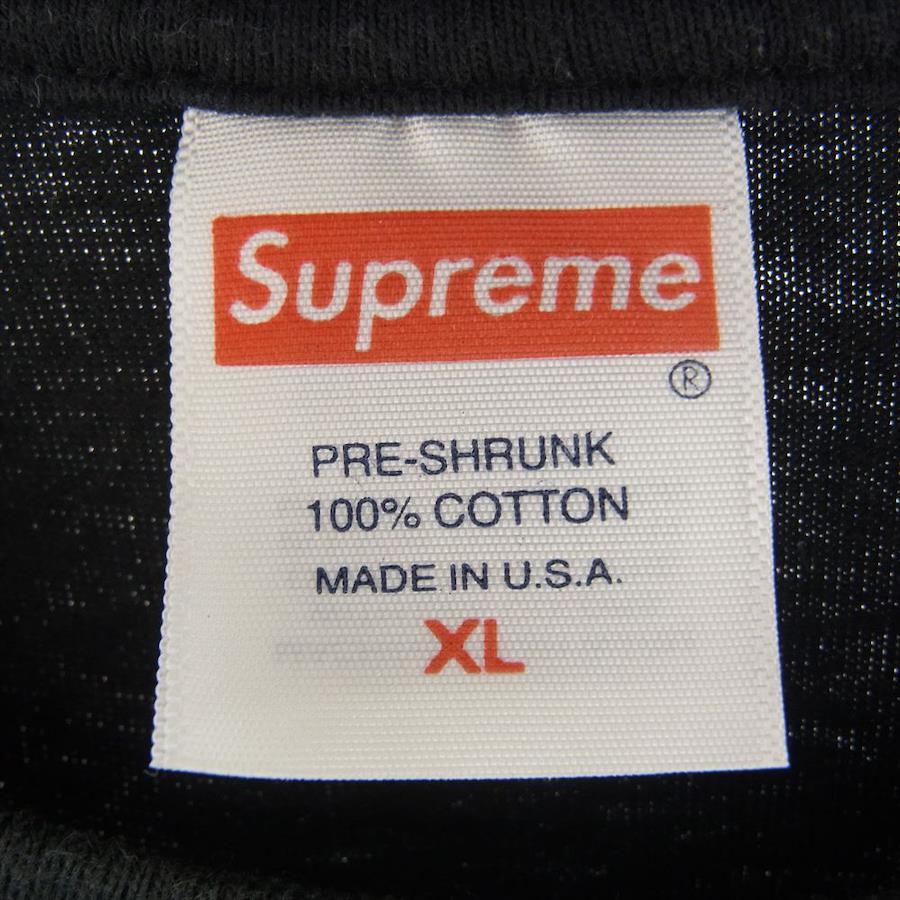 Supreme
®
PRE-SHRUNK
100% COTTON
MADE IN U.S.A.
XL